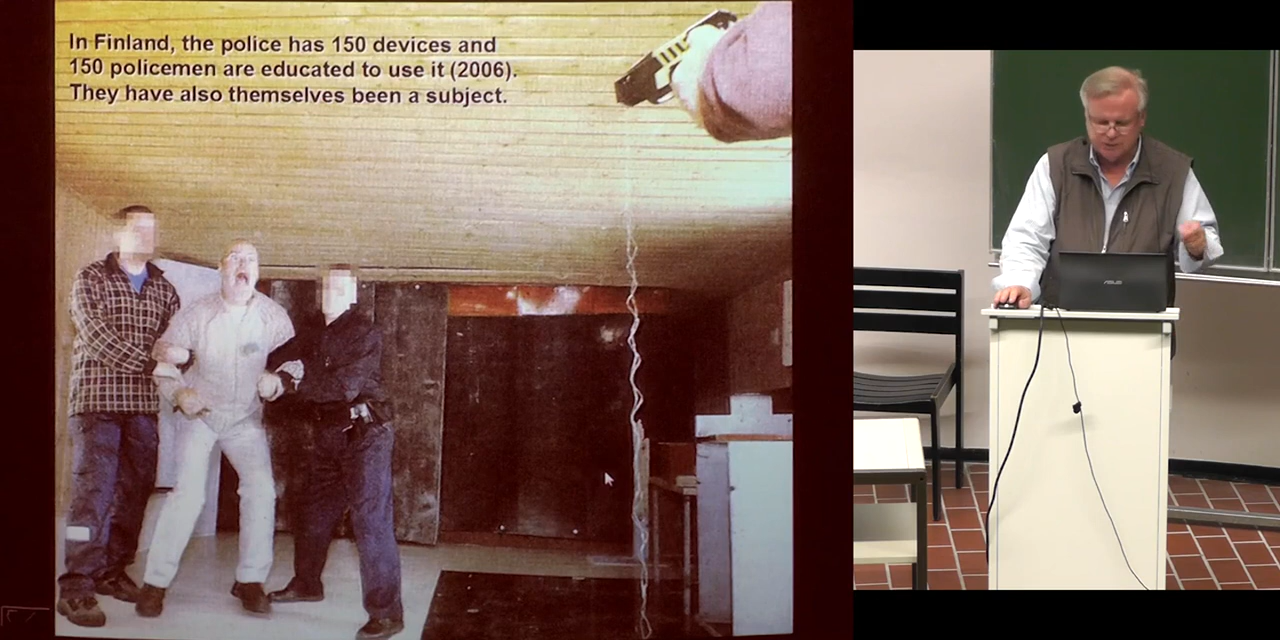 In Finland, the police has 150 devices and
150 policemen are educated to use it (2006).
They have also themselves been a subject.
ASUS